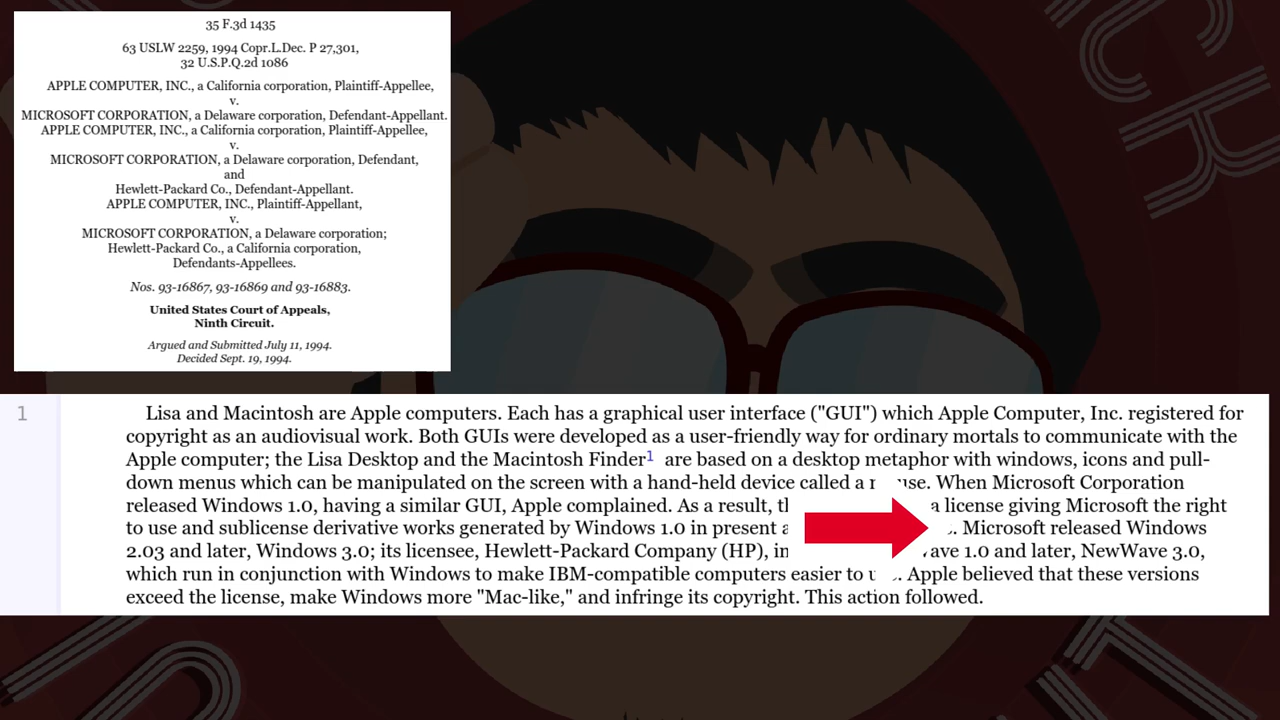 35 F.3d 1435
63 USLW 2259, 1994 Copr.L.Dec. P 27,301,
32 U.S.P.Q.2d 1086
APPLE COMPUTER, INC., a California corporation, Plaintiff-Appellee,
v.
MICROSOFT CORPORATION, a Delaware corporation, Defendant-Appellant.
APPLE COMPUTER, INC., a California corporation, Plaintiff-Appellee,
v.
MICROSOFT CORPORATION, a Delaware corporation, Defendant,
and
Hewlett-Packard Co., Defendant-Appellant.
APPLE COMPUTER, INC., Plaintiff-Appellant,
v.
MICROSOFT CORPORATION, a Delaware corporation;
Hewlett-Packard Co., a California corporation,
Defendants-Appellees.
Nos. 93-16867, 93-16869 and 93-16883.
United States Court of Appeals,
Ninth Circuit.
Argued and Submitted July 11, 1994.
Decided Sept. 19, 1994.
1
Lisa and Macintosh are Apple computers. Each has a graphical user interface ("GUI") which Apple Computer, Inc. registered for
copyright as an audiovisual work. Both GUIs were developed as a user-friendly way for ordinary mortals to communicate with the
Apple computer; the Lisa Desktop and the Macintosh Finder1 are based on a desktop metaphor with windows, icons and pull-
down menus which can be manipulated on the screen with a hand-held device called a When Microsoft Corporation
released Windows 1.0, having a similar GUI, Apple complained. As a result, a license giving Microsoft the right
to use and sublicense derivative works generated by Windows 1.0 in present Microsoft released Windows
2.03 and later, Windows 3.0; its licensee, Hewlett-Packard Company (HP), 1.0 and later, NewWave 3.0,
which run in conjunction with Windows to make IBM-compatible computers easier to Apple believed that these versions
exceed the license, make Windows more "Mac-like," and infringe its copyright. This action followed.